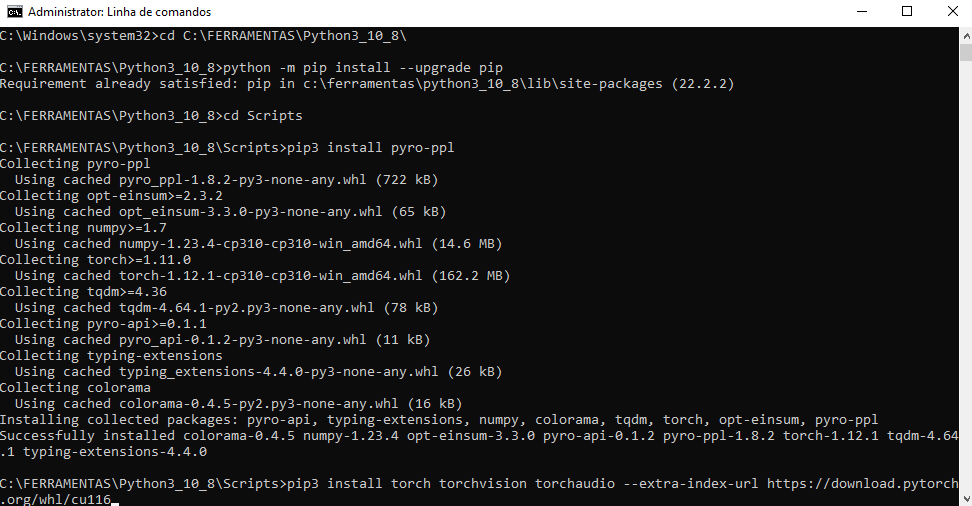 Administrator: Linha de comandos
C:\Windows\system32>cd C:\FERRAMENTAS\Python3_10_8\
C:\FERRAMENTAS\Python3_10_8>python -m pip install --upgrade pip
Requirement already satisfied: pip in c:\ferramentas\python3_10_8\lib\site-packages (22.2.2)
C:\FERRAMENTAS\Python3_10_8>cd Scripts
C:\FERRAMENTAS\Python3_10_8\Scripts>pip3 install pyro-ppl
Collecting pyro-ppl
  Using cached pyro_ppl-1.8.2-py3-none-any.whl (722 kB)
Collecting opt-einsum>=2.3.2
  Using cached opt_einsum-3.3.0-py3-none-any.whl (65 kB)
Collecting numpy>=1.7
  Using cached numpy-1.23.4-cp310-cp310-win_amd64.whl (14.6 MB)
Collecting torch>=1.11.0
  Using cached torch-1.12.1-cp310-cp310-win_amd64.whl (162.2 MB)
Collecting tqdm>=4.36
  Using cached tqdm-4.64.1-py2.py3-none-any.whl (78 kB)
Collecting pyro-api>=0.1.1
  Using cached pyro_api-0.1.2-py3-none-any.whl (11 kB)
Collecting typing-extensions
  Using cached typing_extensions-4.4.0-py3-none-any.whl (26 kB)
Collecting colorama
  Using cached colorama-0.4.5-py2.py3-none-any.whl (16 kB)
Installing collected packages: pyro-api, typing-extensions, numpy, colorama, tqdm, torch, opt-einsum, pyro-ppl
Successfully installed colorama-0.4.5 numpy-1.23.4 opt-einsum-3.3.0 pyro-api-0.1.2 pyro-ppl-1.8.2 torch-1.12.1 tqdm-4.64
.1 typing-extensions-4.4.0
C:\FERRAMENTAS\Python3_10_8\Scripts>pip3 install torch torchvision torchaudio --extra-index-url https://download.pytorch
.org/whl/cu116